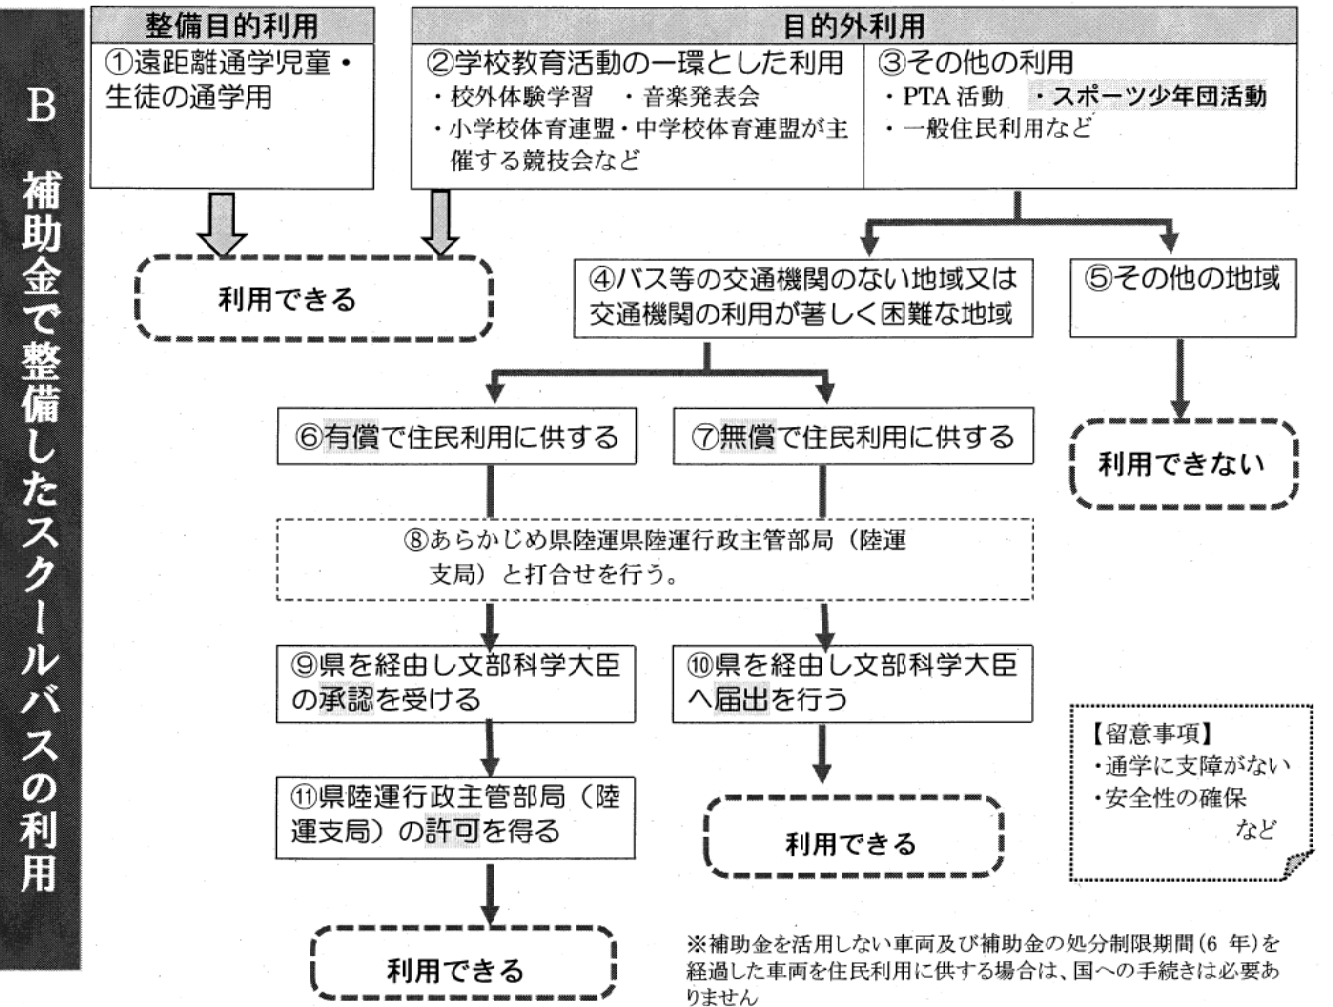 B 補助金で整備したスクールバスの利用
整備目的利用
①遠距離通学児童・
生徒の通学用
目的外利用
②学校教育活動の一環とした利用
・校外体験学習 ・音楽発表会
・小学校体育連盟・中学校体育連盟が主
催する競技会など
③その他の利用
・PTA 活動 ・スポーツ少年団活動
・一般住民利用など
利用できる
④バス等の交通機関のない地域又は
交通機関の利用が著しく困難な地域
⑤その他の地域
⑥有償で住民利用に供する
⑦無償で住民利用に供する
利用できない
⑧あらかじめ県陸運県陸運行政主管部局（陸運
支局）と打合せを行う。
⑨県を経由し文部科学大臣
の承認を受ける
⑩県を経由し文部科学大臣
へ届出を行う
⑪県陸運行政主管部局（陸
運支局）の許可を得る
利用できる
利用できる
【留意事項】
・通学に支障がない
・安全性の確保
など
※補助金を活用しない車両及び補助金の処分制限期間(6 年)を
経過した車両を住民利用に供する場合は、国への手続きは必要あ
りません